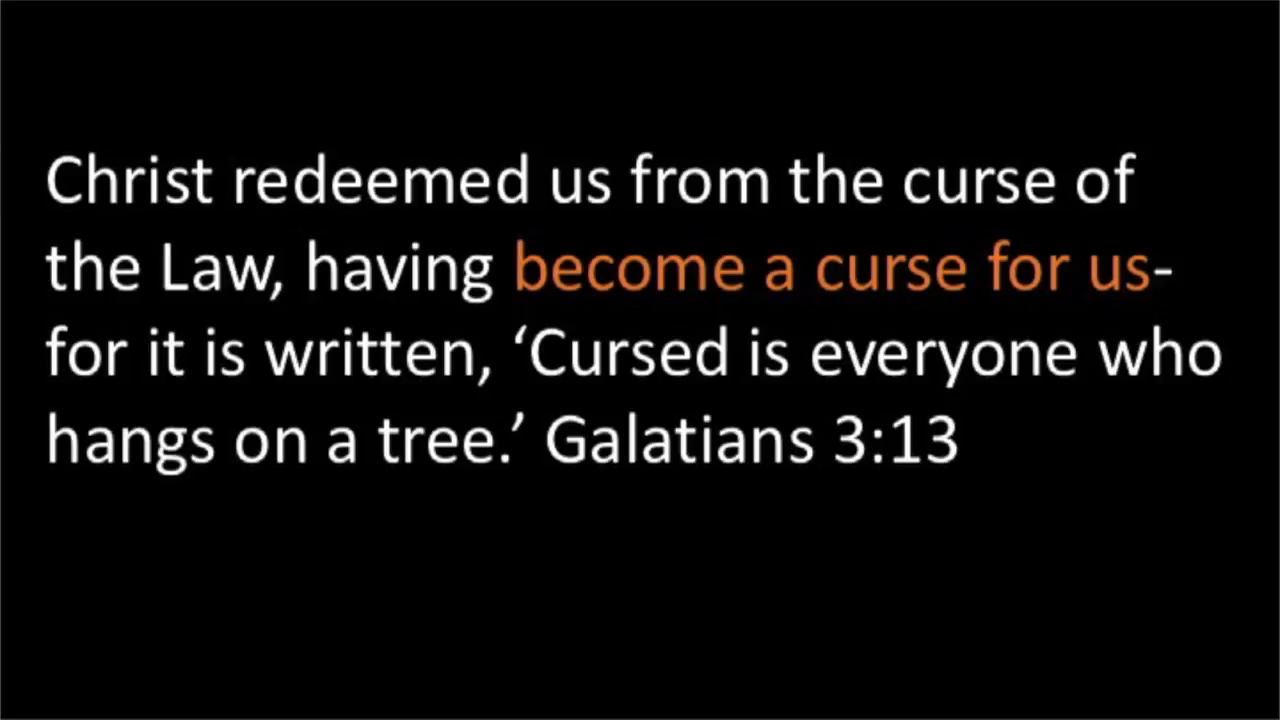 Christ redeemed us from the curse of
the Law, having become a curse for us-
for it is written, ‘Cursed is everyone who
hangs on a tree.’ Galatians 3:13